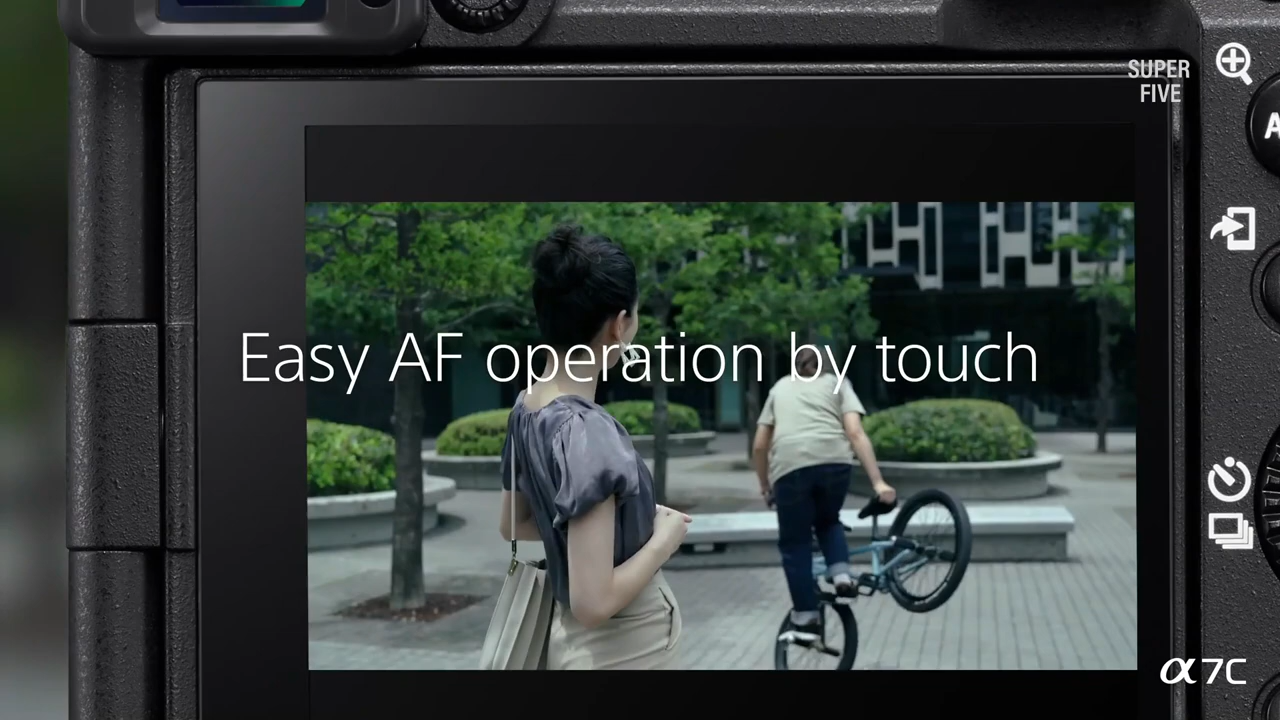 SUPER
FIVE
A
Easy AF operation by touch
α7C